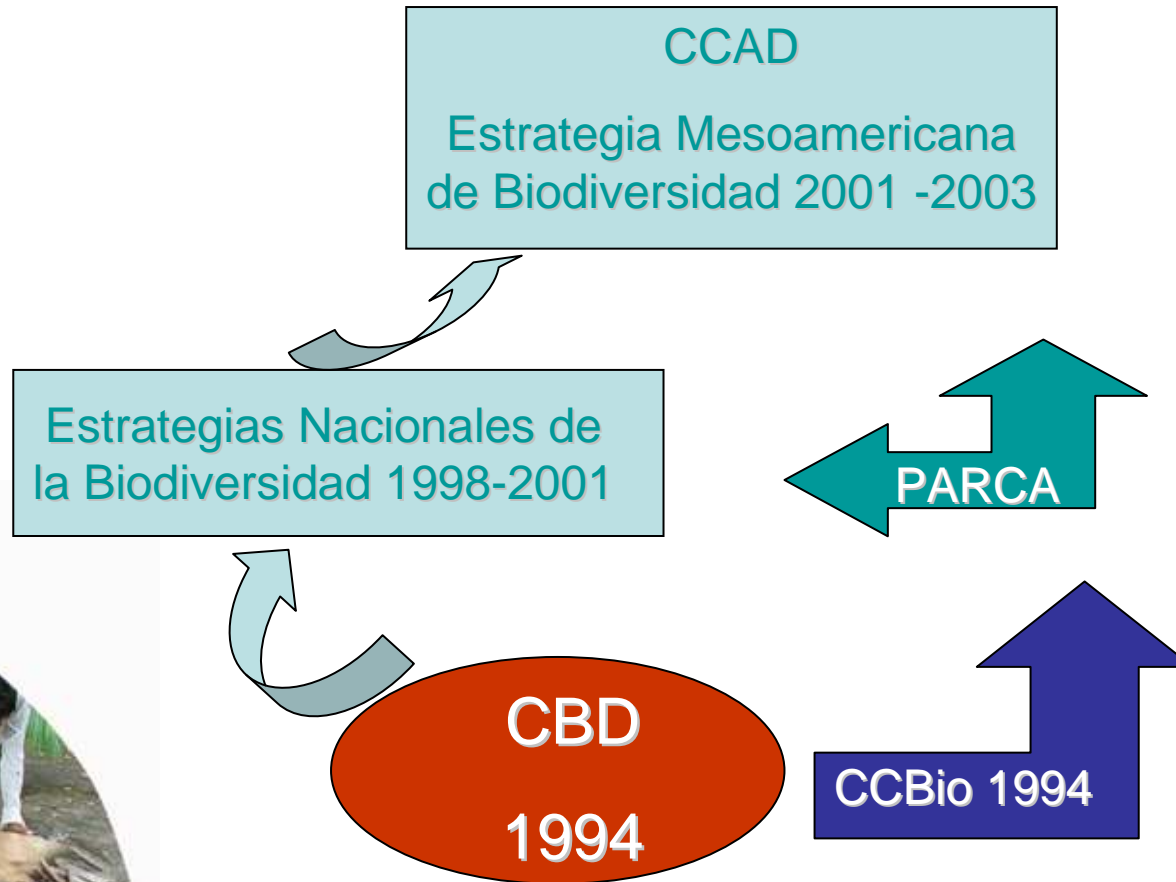 CCAD
Estrategia Mesoamericana
de Biodiversidad 2001 -2003
Estrategias Nacionales de
la Biodiversidad 1998-2001
PARCA
CBD
1994
CCBio 1994